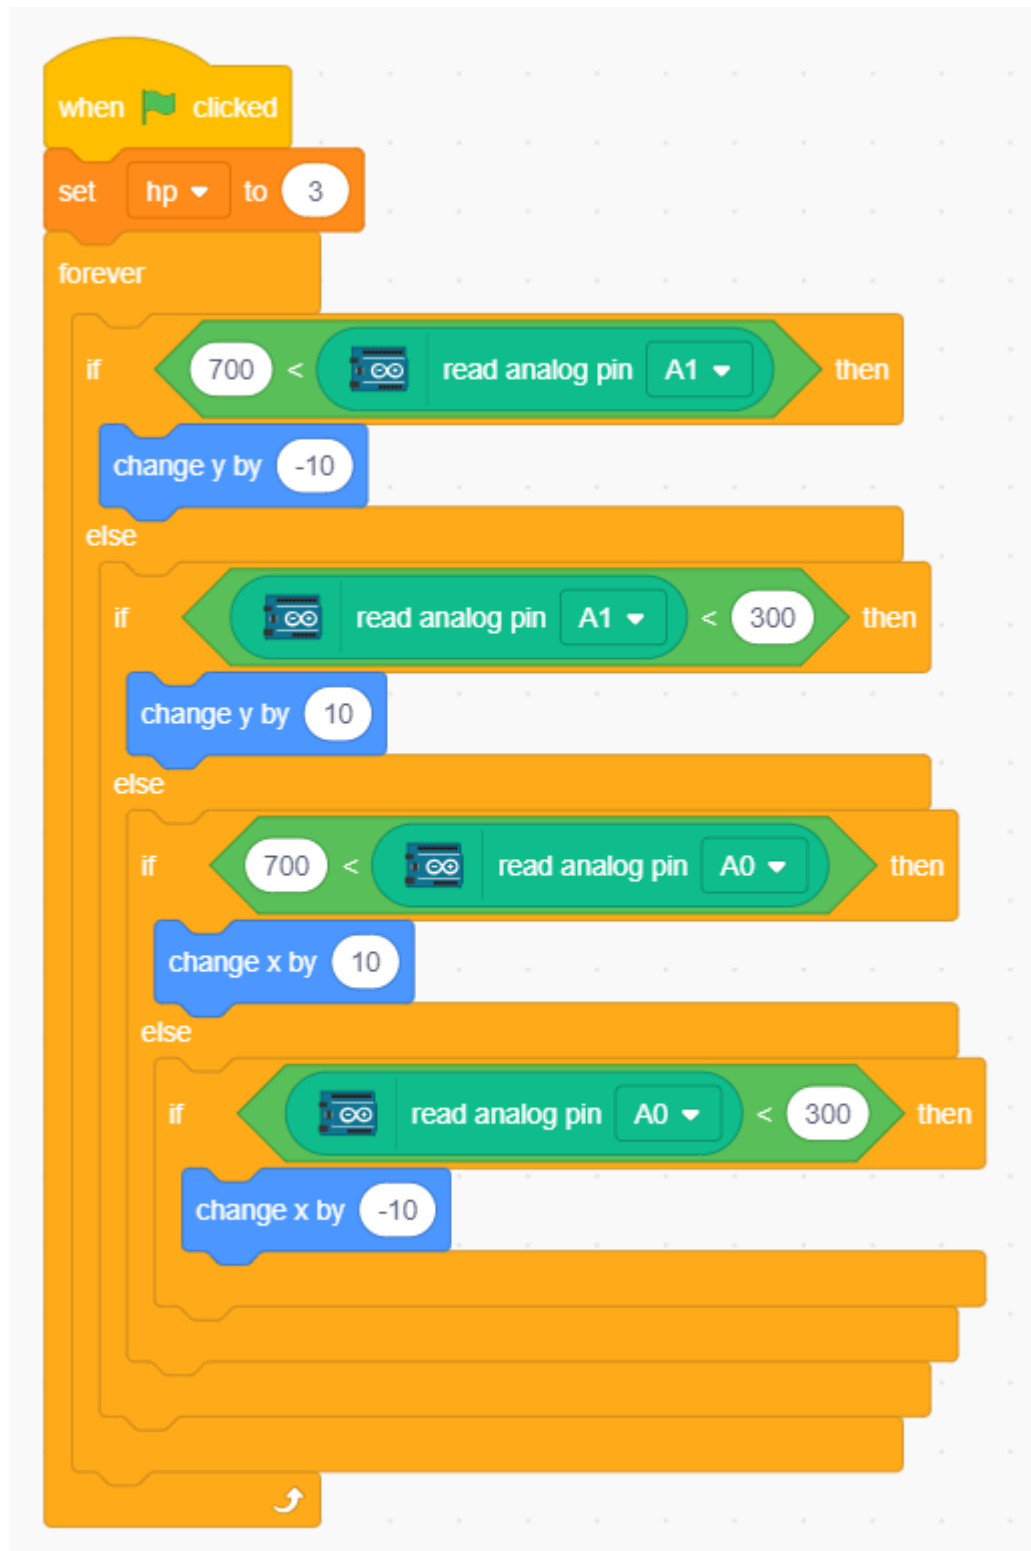 when clicked
set hp to 3
forever
if 700 < read analog pin A1 then
change y by -10
else
if read analog pin A1 < 300 then
change y by 10
else
if 700 < read analog pin A0 then
change x by 10
else
if read analog pin A0 < 300 then
change x by -10